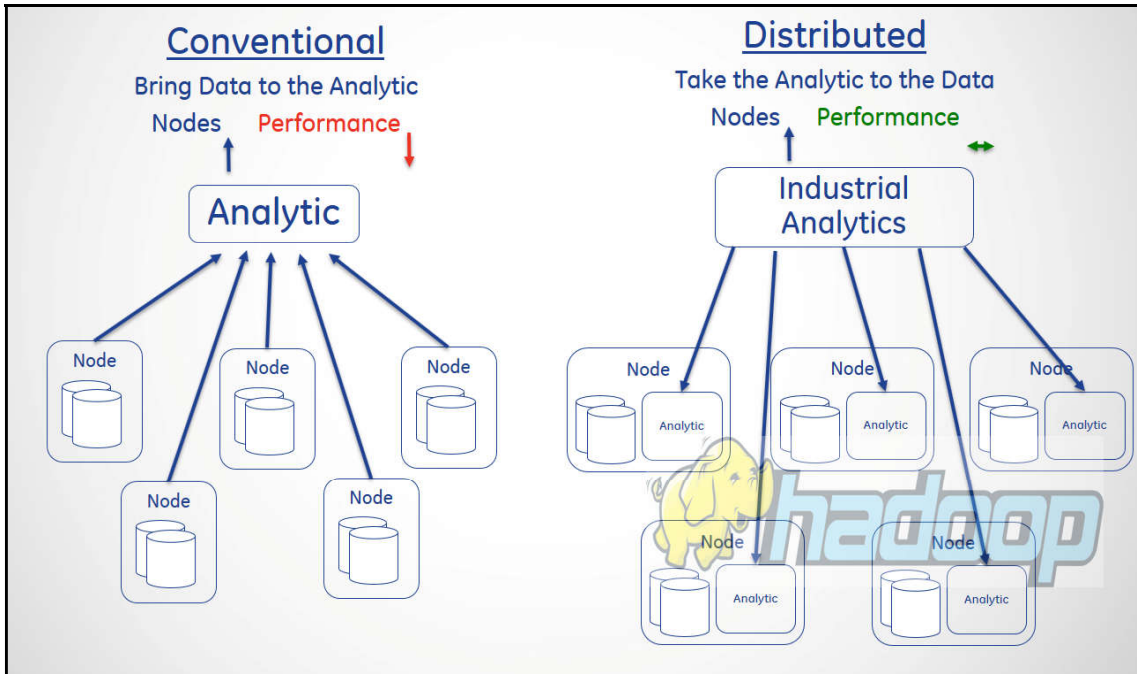 Conventional
Bring Data to the Analytic
Nodes Performance
Analytic
Node
Node
Node
Node
Node
Distributed
Take the Analytic to the Data
Nodes Performance
Industrial
Analytics
Node
Analytic
Node
Analytic
Node
Analytic
hadoop
Node
Analytic
Node
Analytic